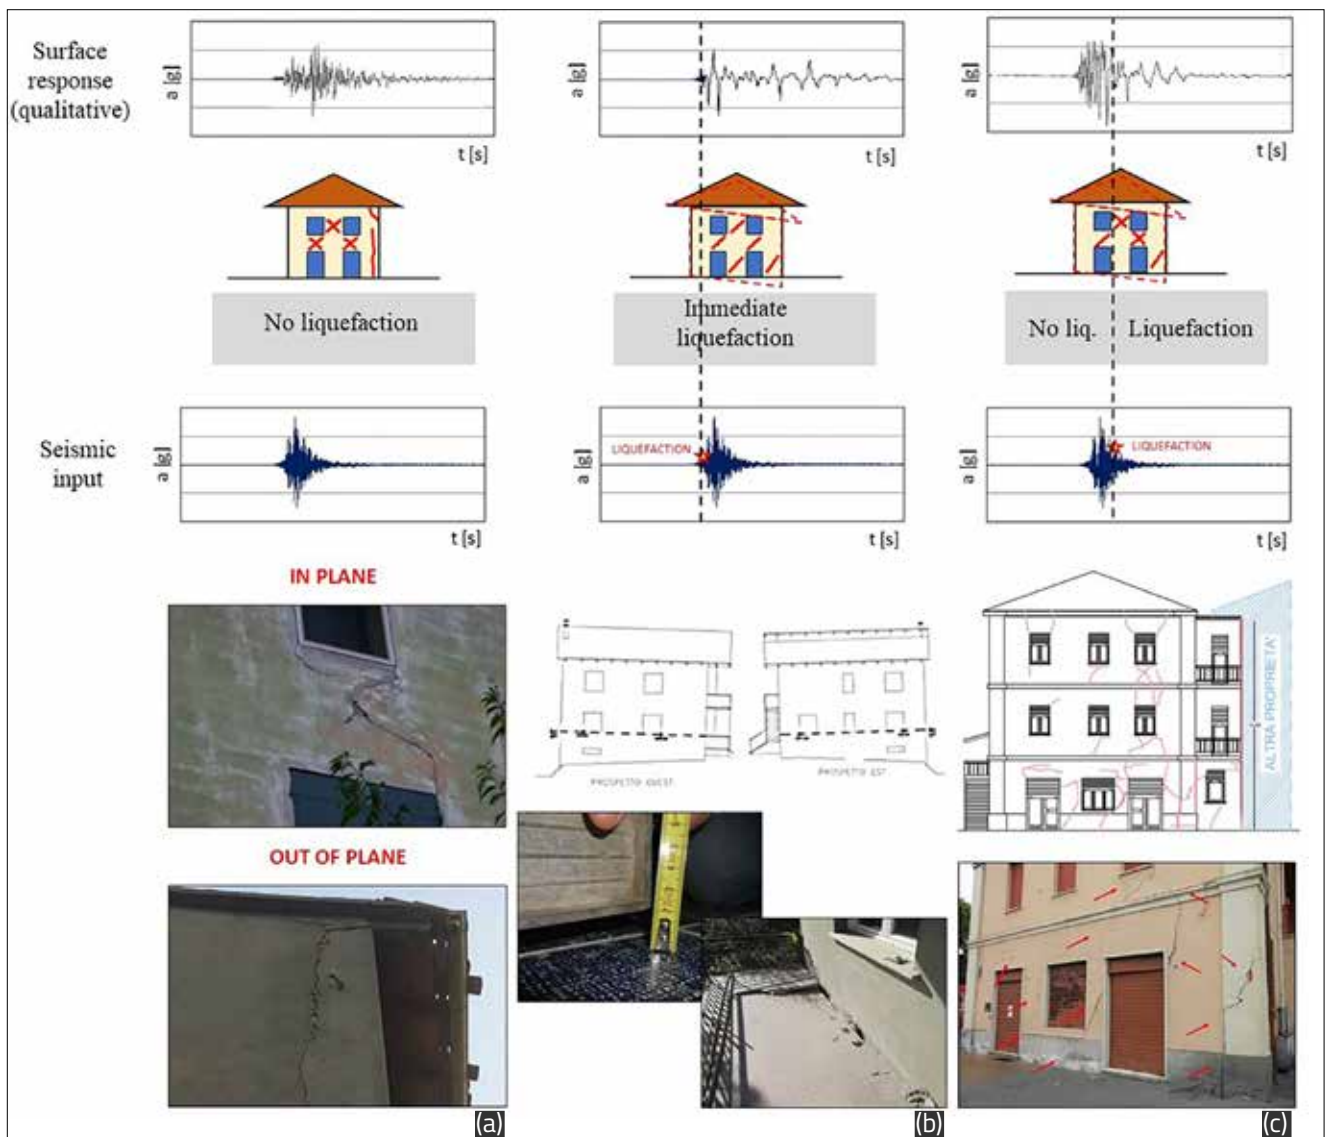 Surface
response
(qualitative)
a [g]
t [s]
a [g]
t [s]
a [g]
t [s]
No liquefaction
Immediate
liquefaction
No liq.
Liquefaction
Seismic
input
a [g]
t [s]
LIQUEFACTION
a [g]
t [s]
LIQUEFACTION
a [g]
t [s]
IN PLANE
PROSPETTO OVEST
PROSPETTO EST
ALTRA PROPRIETA'
OUT OF PLANE
(a)
(b)
(c)